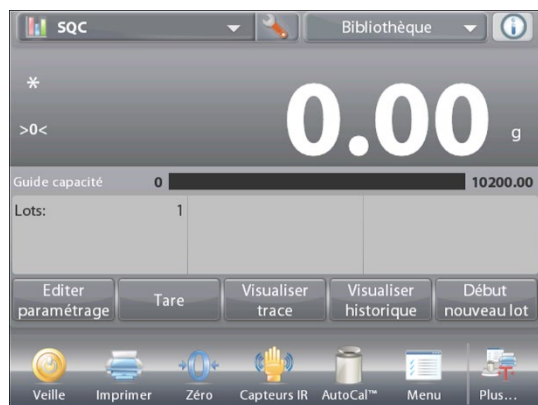 SQC Bibliothèque
*
>0<
0.00 g
Guide capacité 0 10200.00
Lots: 1
Editer paramétrage
Tare
Visualiser trace
Visualiser historique
Début nouveau lot
Veille Imprimer Zéro Capteurs IR AutoCal™ Menu Plus...